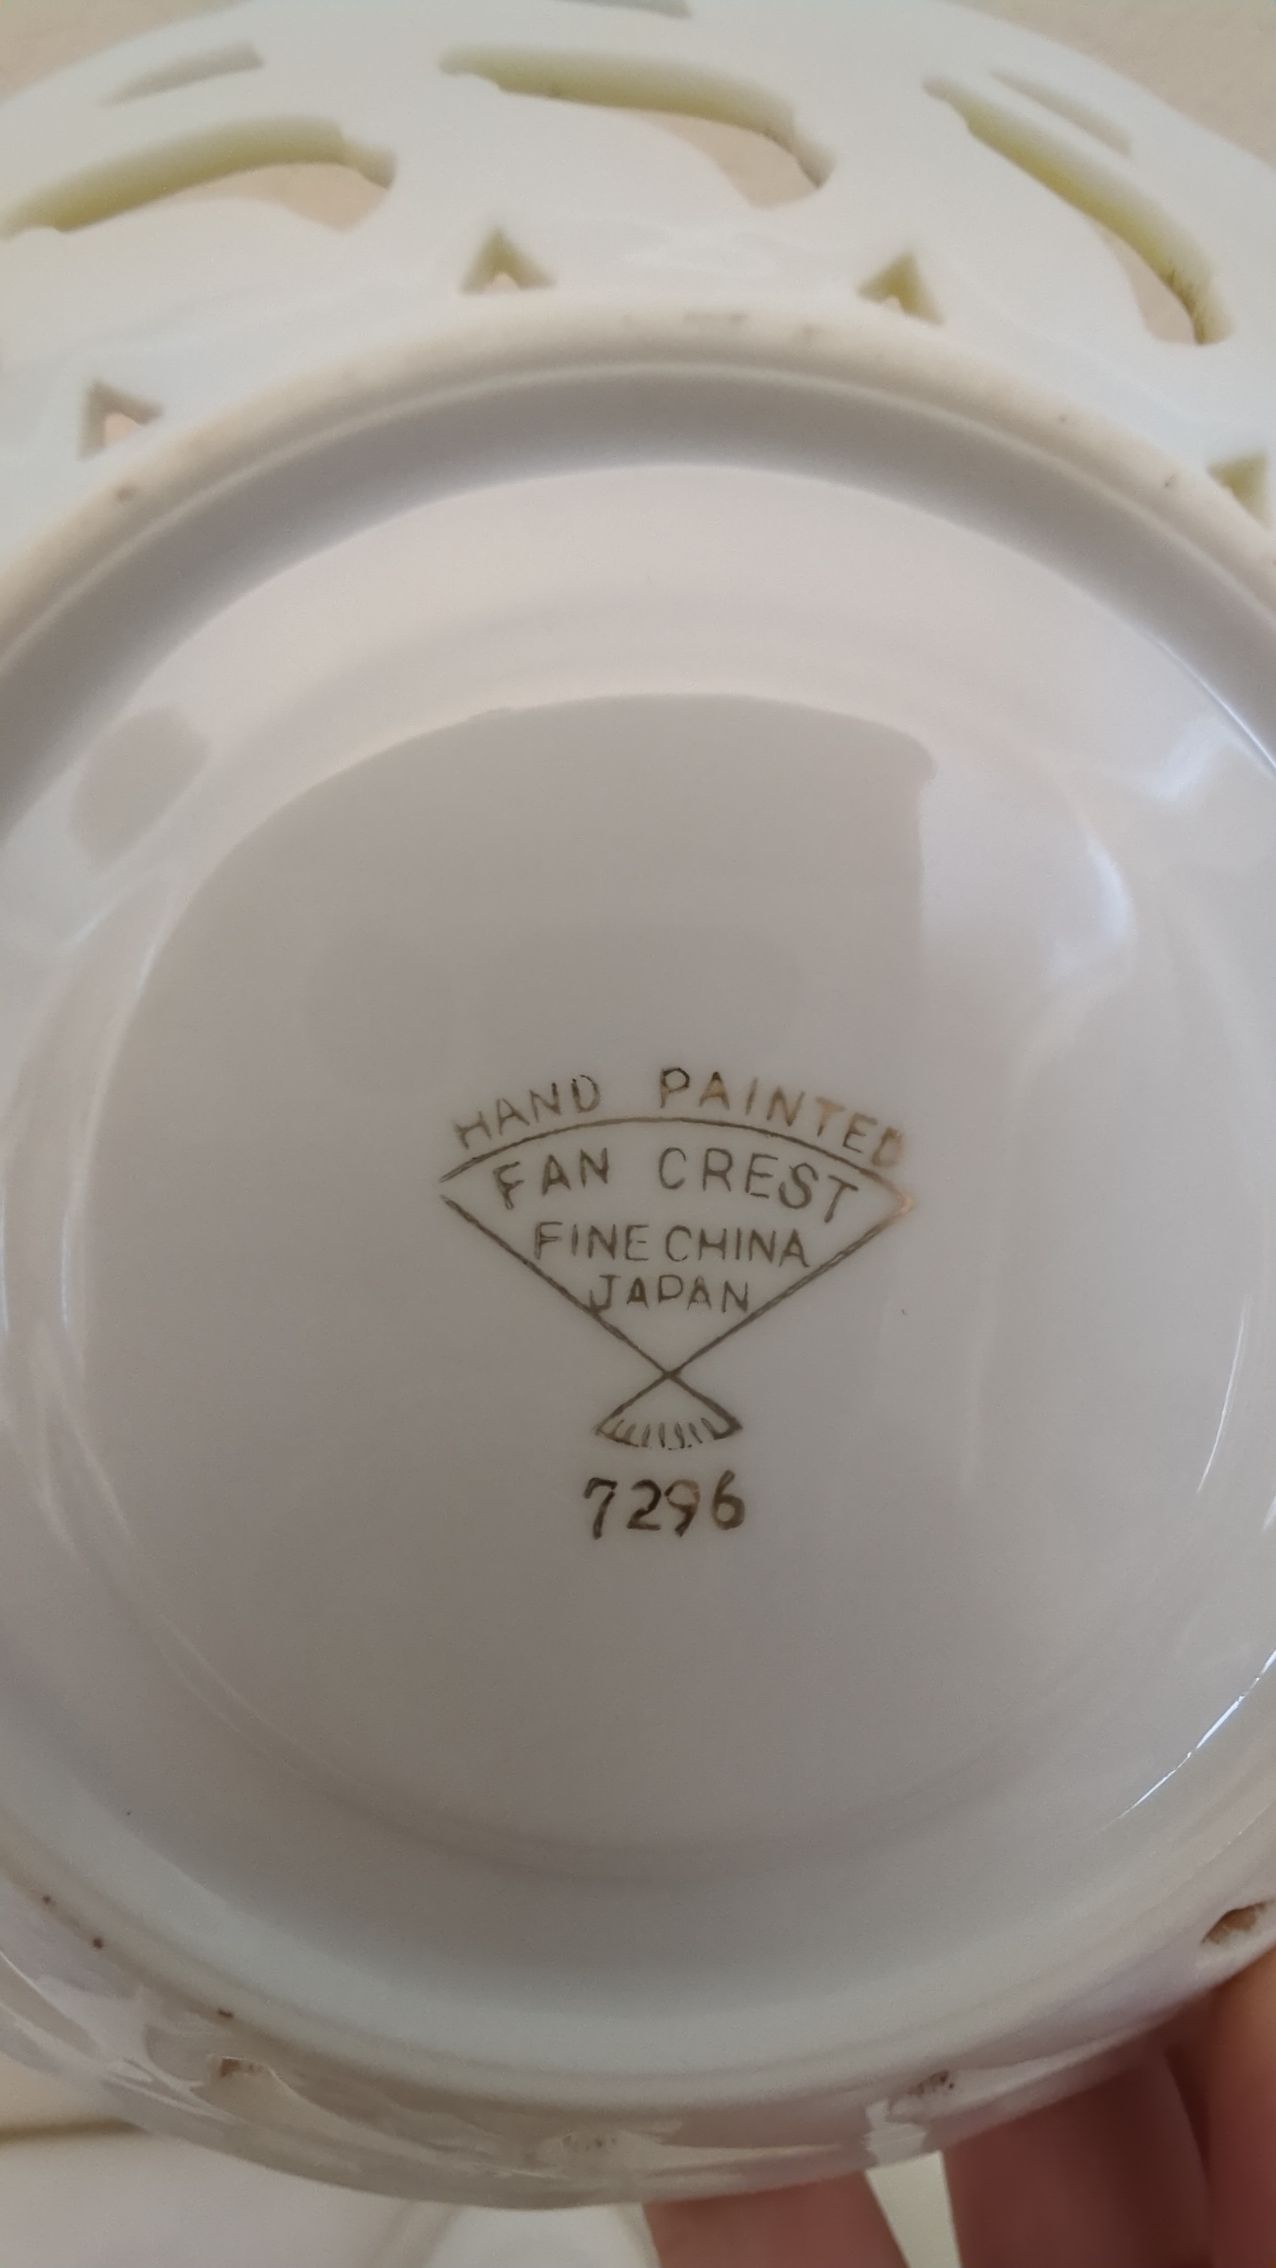 HAND PAINTED
FAN CREST
FINE CHINA
JAPAN
7296